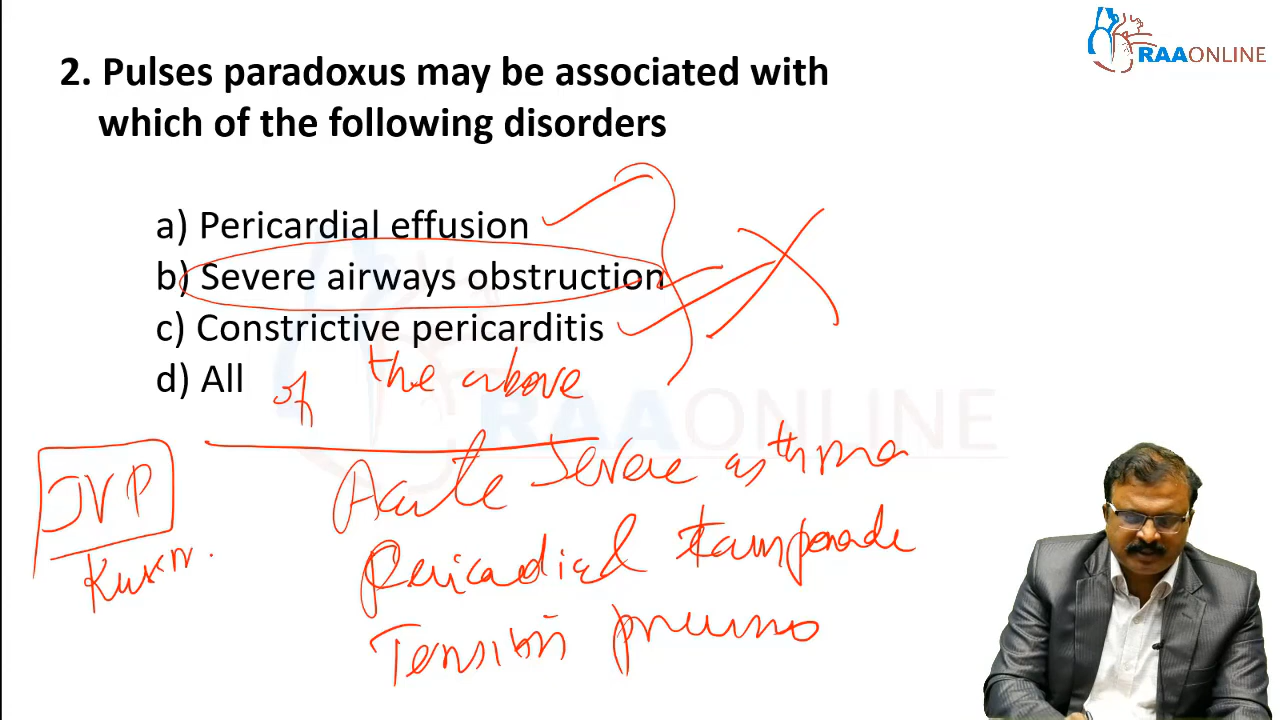 RAAONLINE
2. Pulses paradoxus may be associated with
which of the following disorders
a) Pericardial effusion
b) Severe airways obstruction
c) Constrictive pericarditis
d) All of the above
RAAONLINE
Acute Severe asthma
JVP
Pericardial tamponade
Tension pneumo